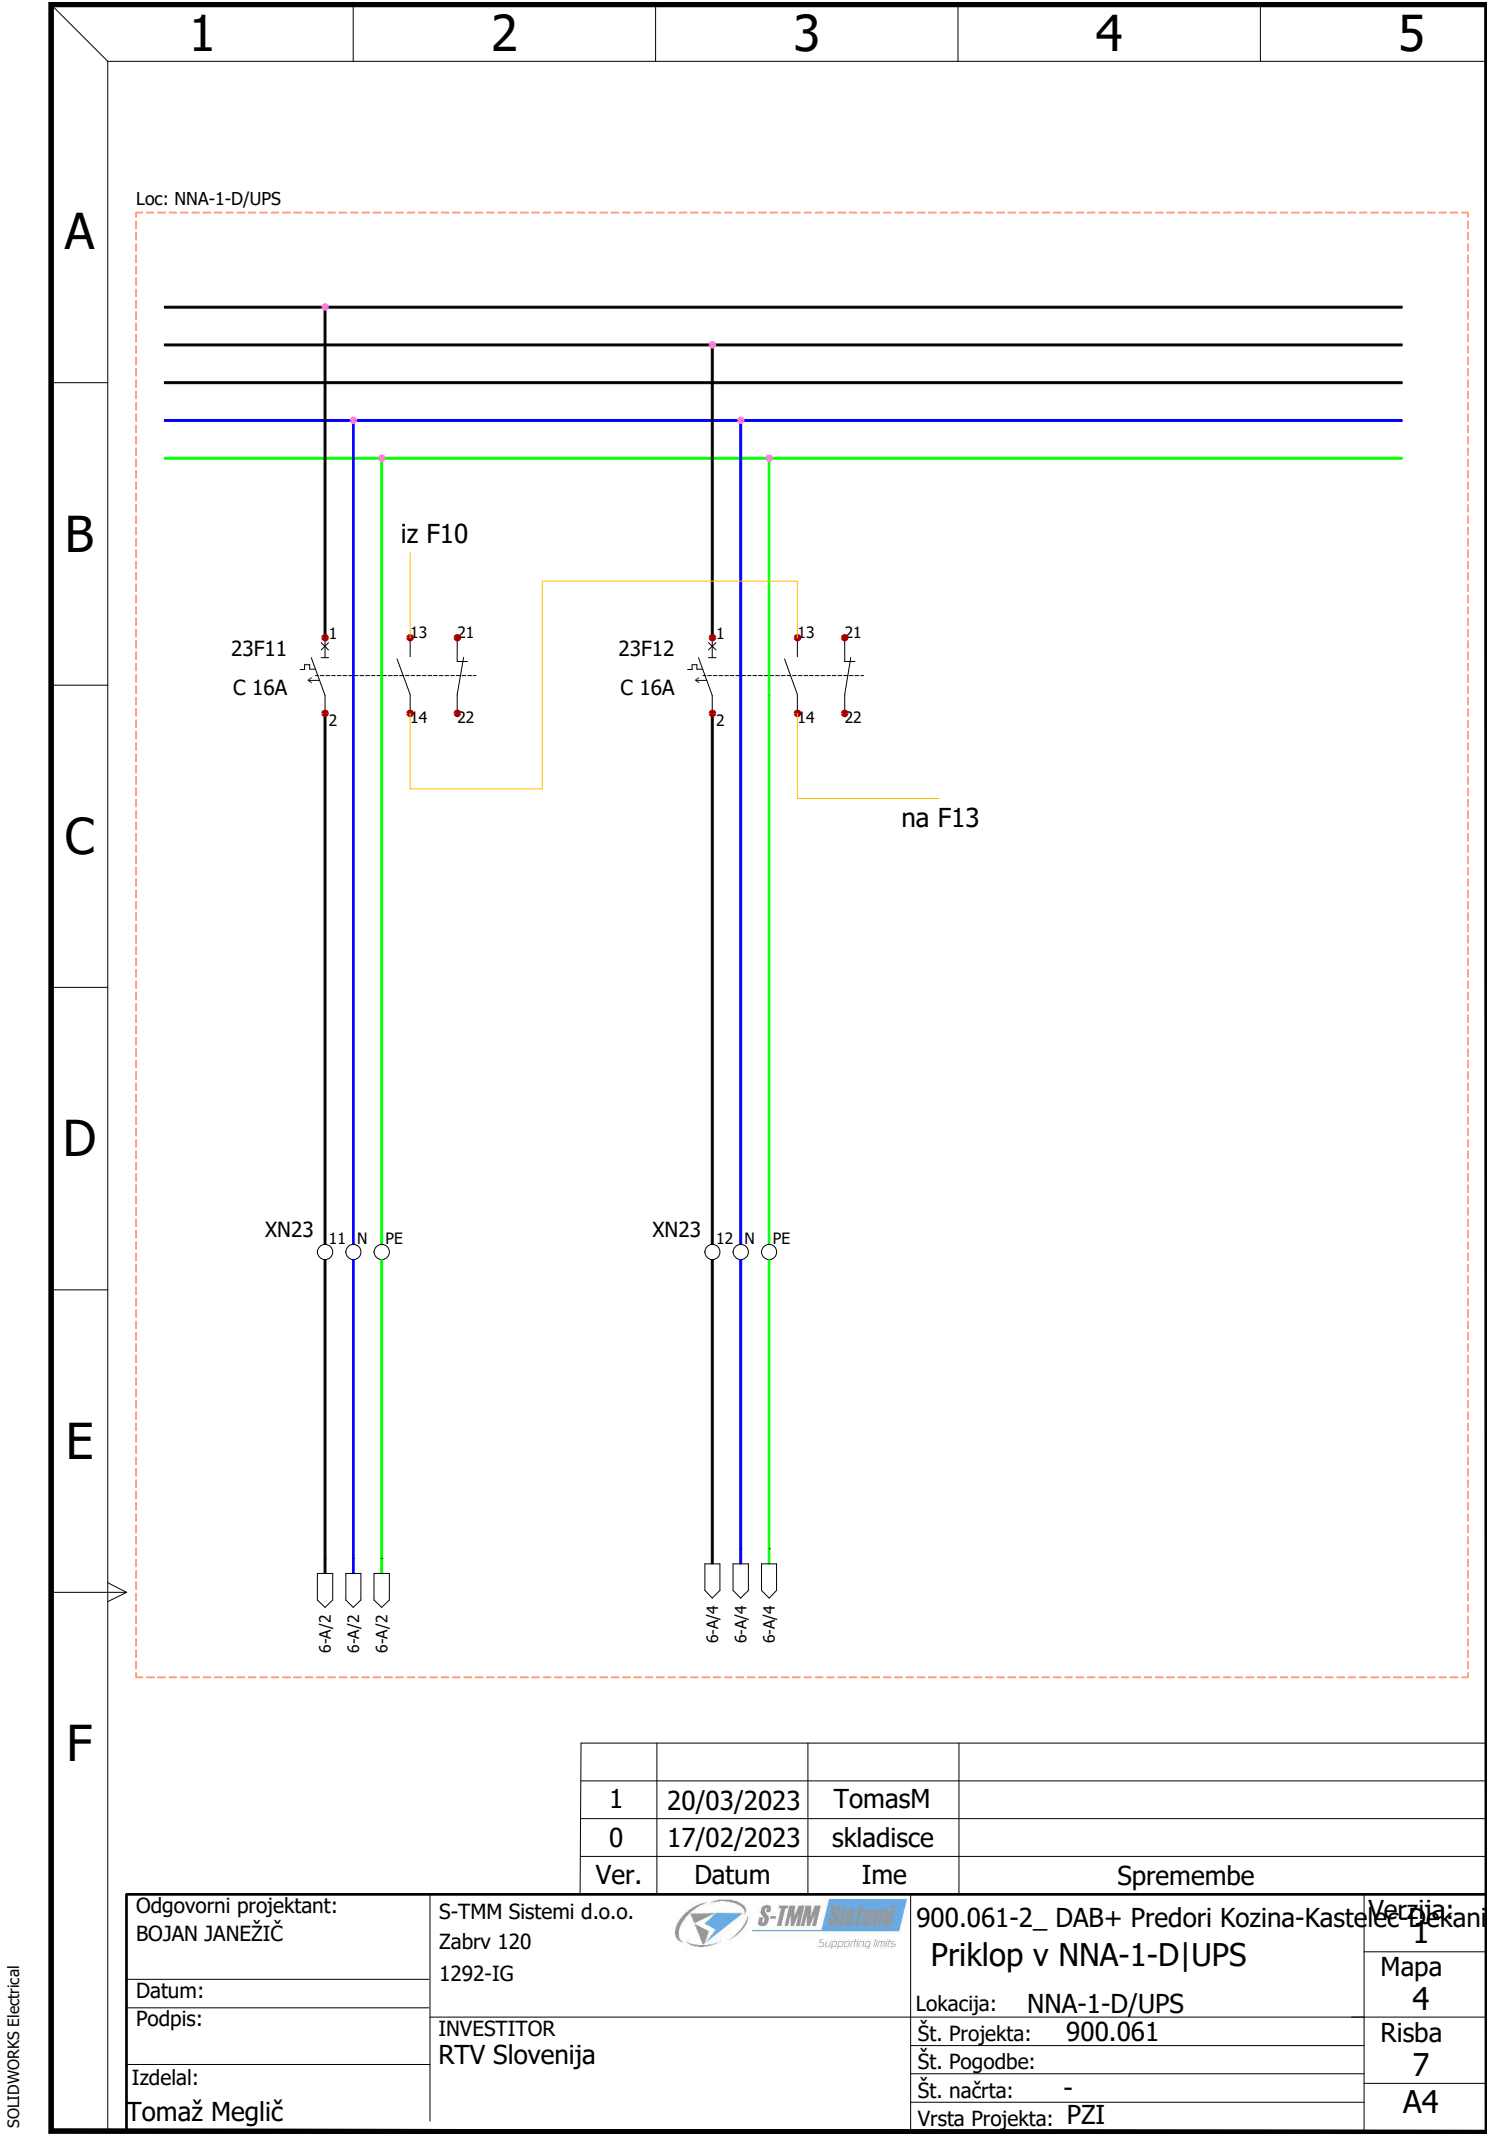 1 2 3 4 5
Loc: NNA-1-D/UPS
A
B
iz F10
1 13 21
23F11
C 16A
2 14 22
1 13 21
23F12
C 16A
2 14 22
C
na F13
D
XN23 11 N PE
XN23 12 N PE
E
6-A/2 6-A/2 6-A/2
6-A/4 6-A/4 6-A/4
F
1 20/03/2023 TomasM
0 17/02/2023 skladisce
Ver. Datum Ime Spremembe
Odgovorni projektant:
BOJAN JANEŽIČ
Datum:
Podpis:
Izdelal:
Tomaž Meglič
S-TMM Sistemi d.o.o.
Zabrv 120
1292-IG
S-TMM Sistemi
Supporting limits
INVESTITOR
RTV Slovenija
900.061-2_ DAB+ Predori Kozina-Kastelec-Dekani
Priklop v NNA-1-D|UPS
Lokacija: NNA-1-D/UPS
Št. Projekta: 900.061
Št. Pogodbe:
Št. načrta: -
Vrsta Projekta: PZI
Verzija:
1
Mapa
4
Risba
7
A4
SOLIDWORKS Electrical